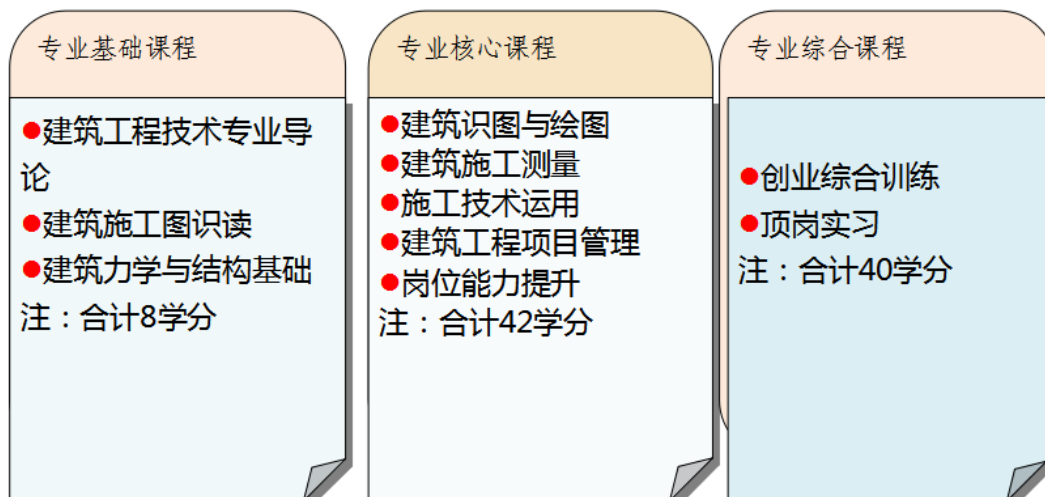 专业基础课程
●建筑工程技术专业导
论
●建筑施工图识读
●建筑力学与结构基础
注：合计8学分
专业核心课程
●建筑识图与绘图
●建筑施工测量
●施工技术运用
●建筑工程项目管理
●岗位能力提升
注：合计42学分
专业综合课程
●创业综合训练
●顶岗实习
注：合计40学分